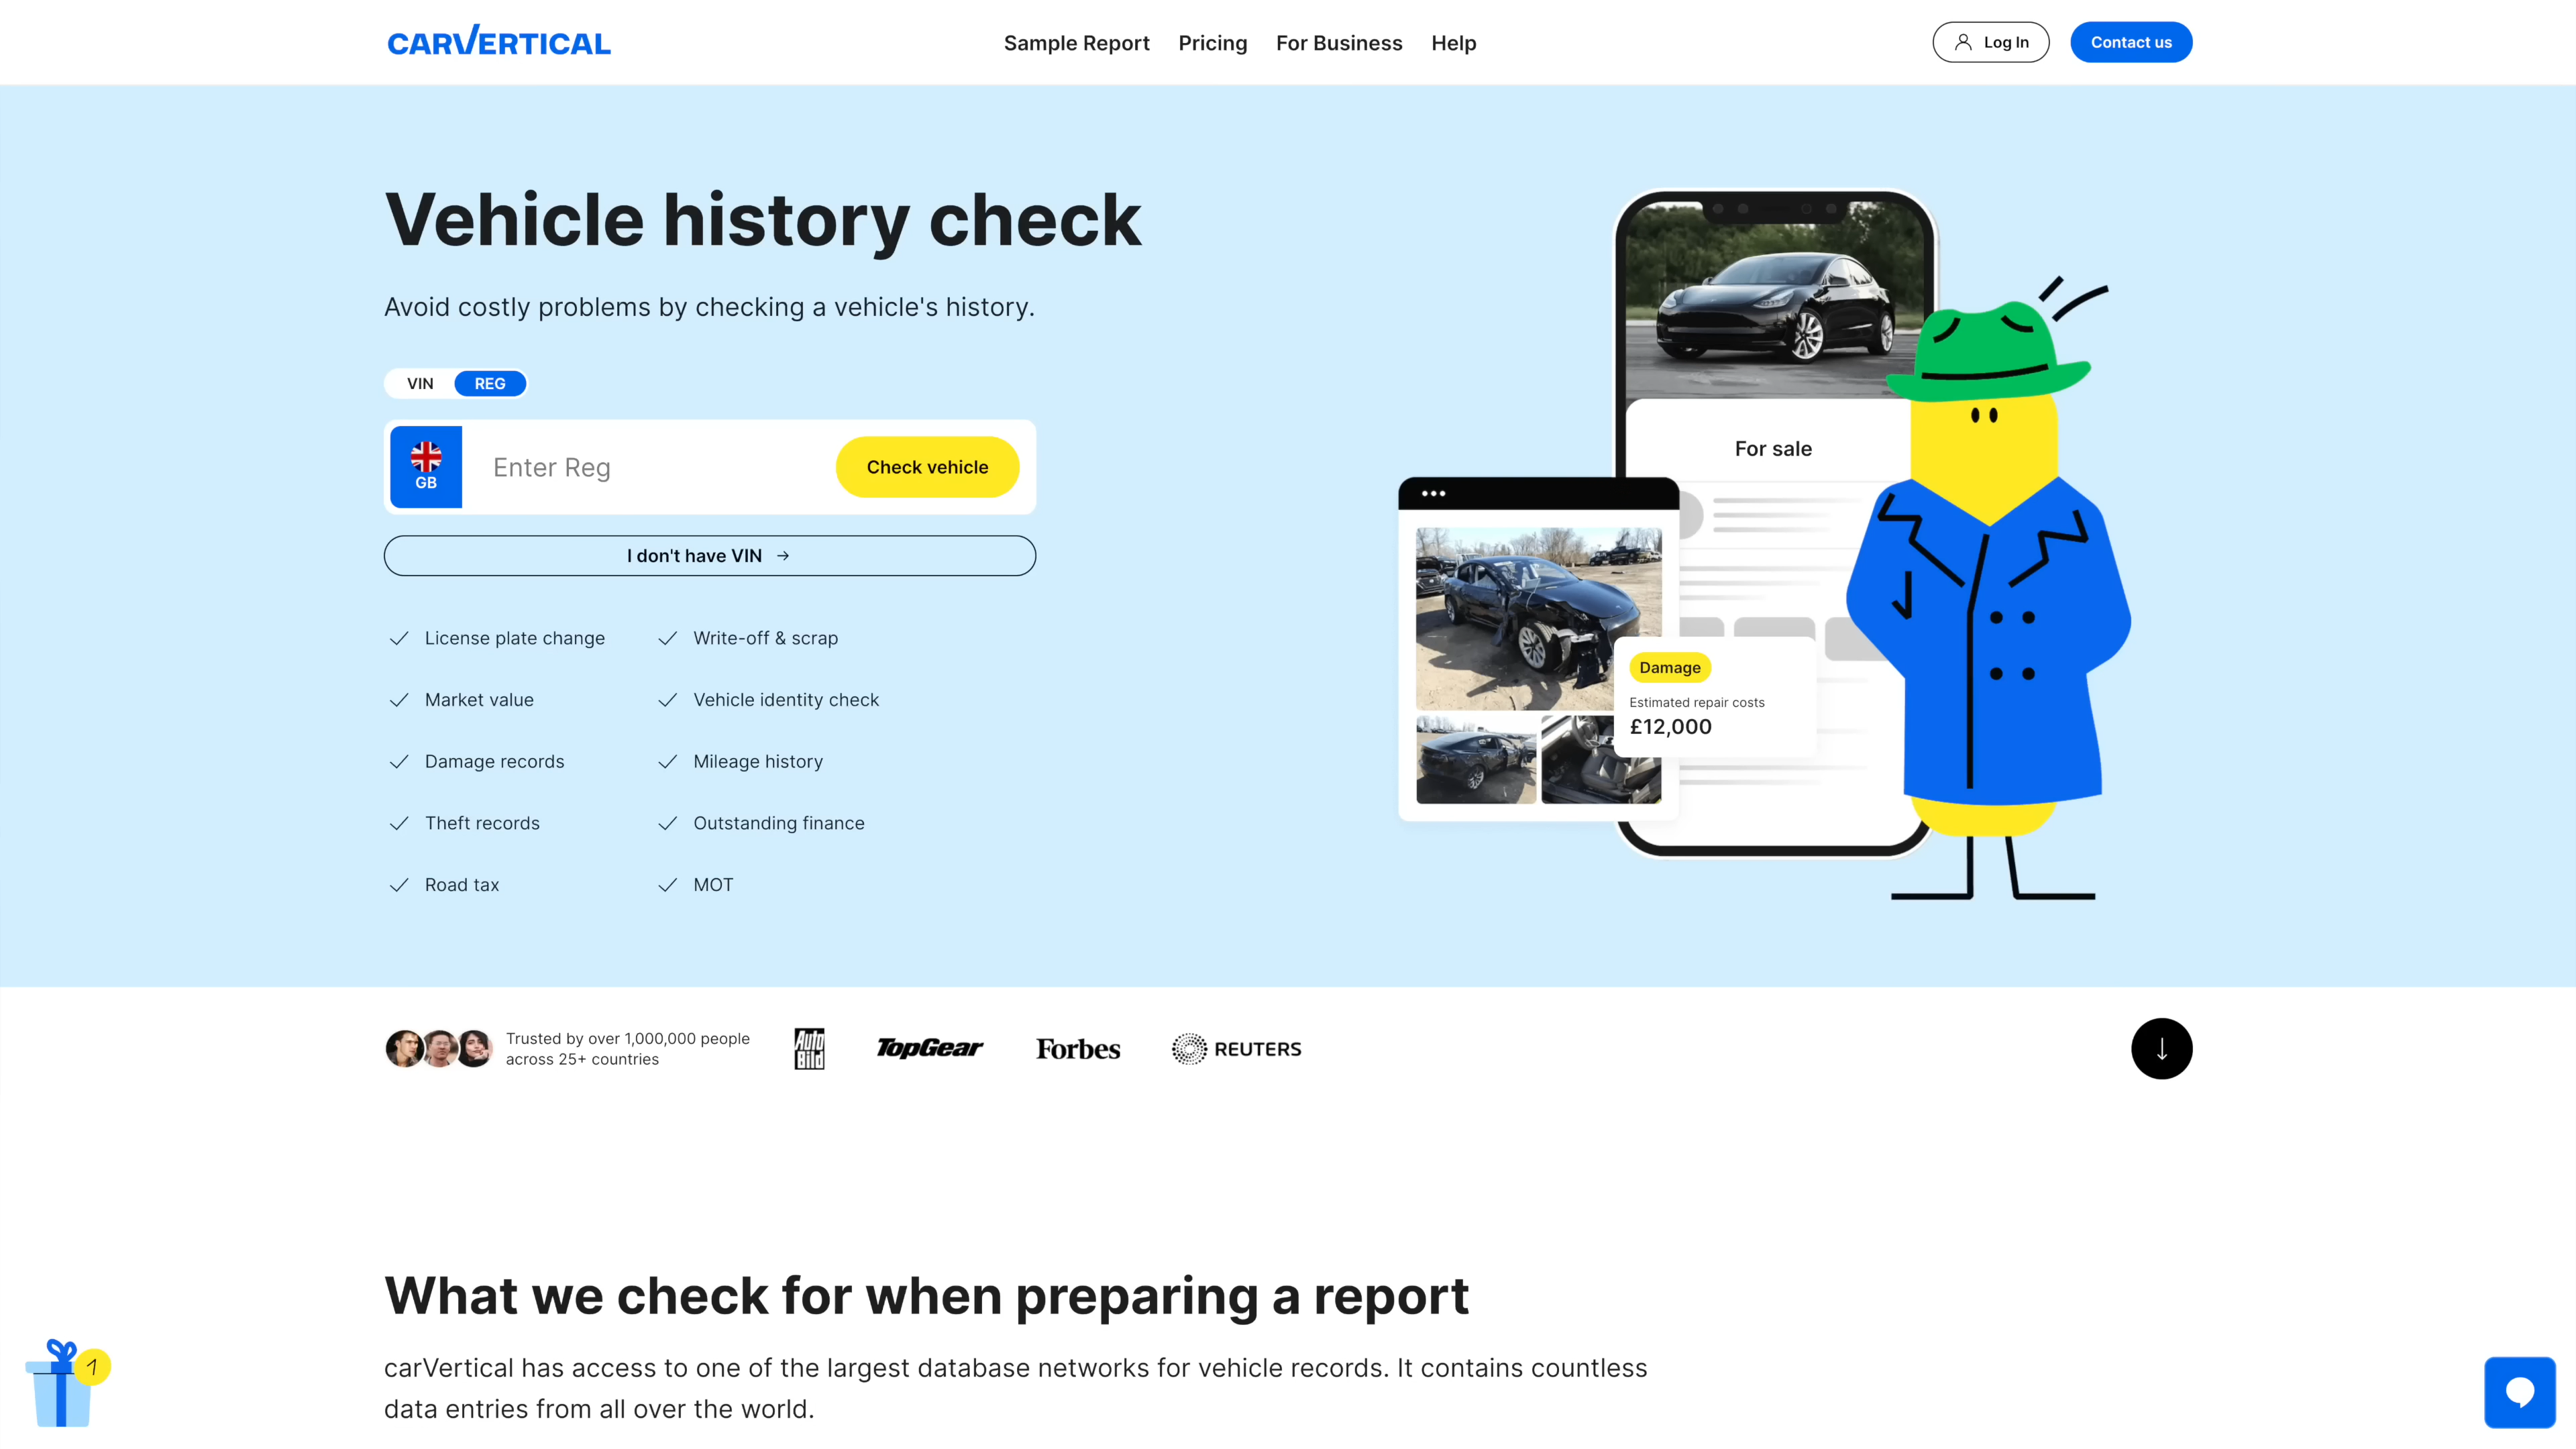 CARVERTICAL
Sample Report
Pricing
For Business
Help
Log In
Contact us
Vehicle history check
Avoid costly problems by checking a vehicle's history.
VIN
REG
GB
Enter Reg
Check vehicle
I don't have VIN →
License plate change
Write-off & scrap
Market value
Vehicle identity check
Damage records
Mileage history
Theft records
Outstanding finance
Road tax
MOT
For sale
Damage
Estimated repair costs
£12,000
Trusted by over 1,000,000 people
across 25+ countries
Auto
Bild
TopGear
Forbes
REUTERS
What we check for when preparing a report
carVertical has access to one of the largest database networks for vehicle records. It contains countless
data entries from all over the world.
1